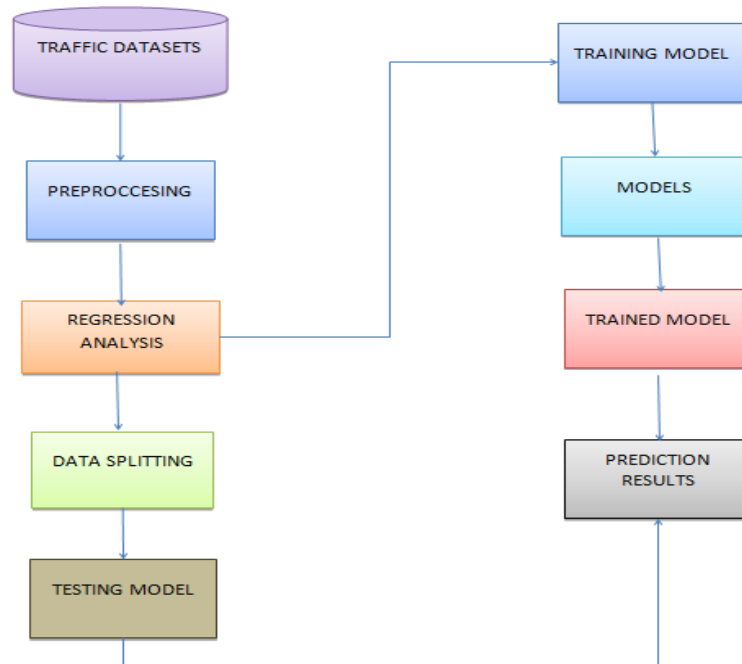 TRAFFIC DATASETS
PREPROCCESING
REGRESSION
ANALYSIS
DATA SPLITTING
TESTING MODEL
TRAINING MODEL
MODELS
TRAINED MODEL
PREDICTION
RESULTS